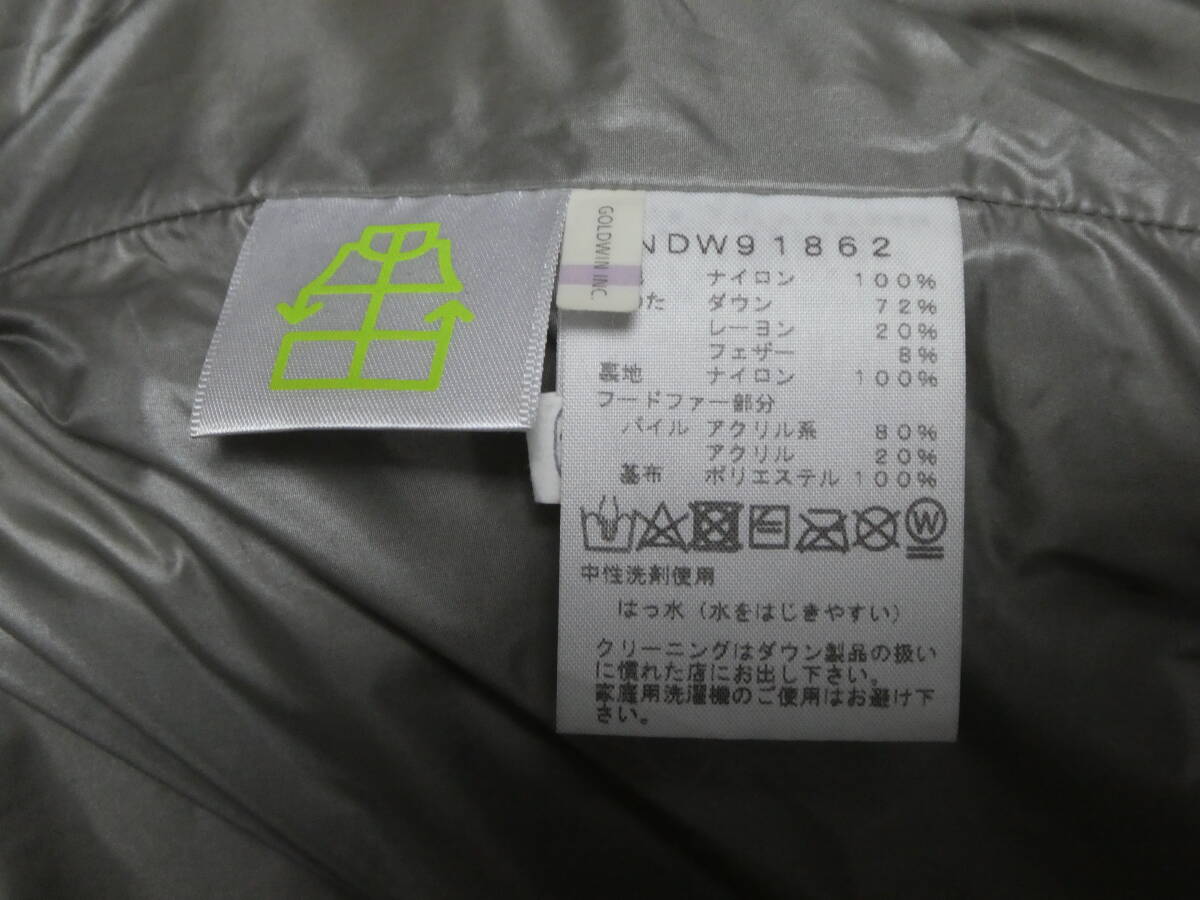 GOLDWIN INC.
NDW91862
ナイロン 100%
た ダウン 72%
レーヨン 20%
フェザー 8%
裏地 ナイロン 100%
フードファー部分
パイル アクリル系 80%
アクリル 20%
基布 ポリエステル 100%
W
中性洗剤使用
はっ水（水をはじきやすい）
クリーニングはダウン製品の扱い
に慣れた店にお出し下さい。
家庭用洗濯機のご使用はお避け下
さい。